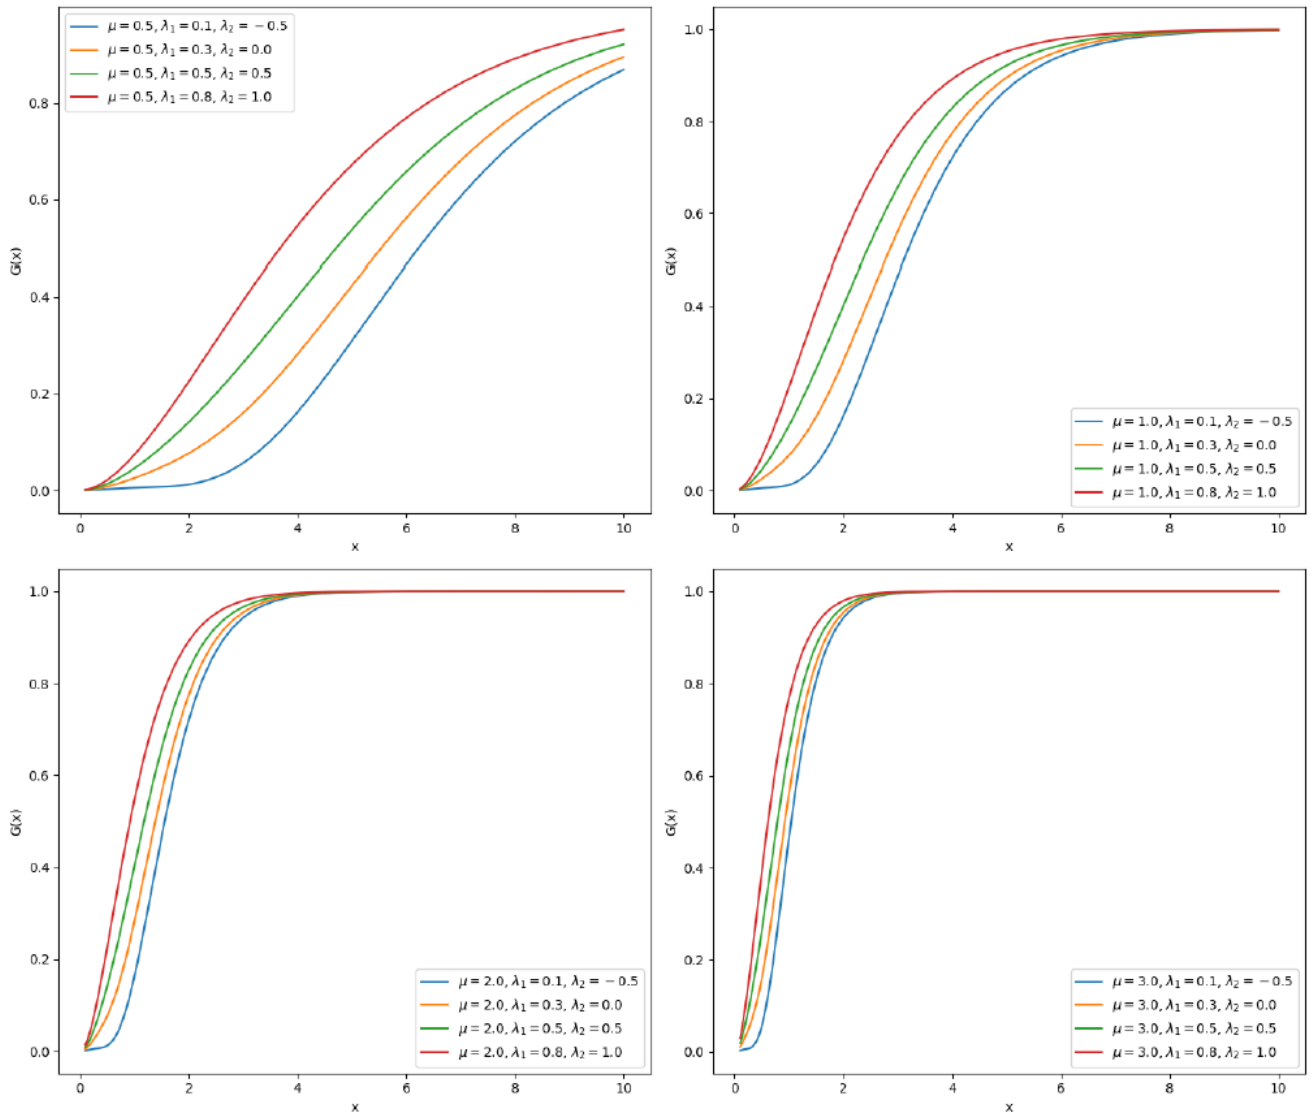 μ = 0.5, λ₁ = 0.1, λ₂ = −0.5
μ = 0.5, λ₁ = 0.3, λ₂ = 0.0
μ = 0.5, λ₁ = 0.5, λ₂ = 0.5
μ = 0.5, λ₁ = 0.8, λ₂ = 1.0
0.8
0.6
0.4
0.2
0.0
G(x)
0 2 4 6 8 10
x
1.0
0.8
0.6
0.4
0.2
0.0
G(x)
μ = 1.0, λ₁ = 0.1, λ₂ = −0.5
μ = 1.0, λ₁ = 0.3, λ₂ = 0.0
μ = 1.0, λ₁ = 0.5, λ₂ = 0.5
μ = 1.0, λ₁ = 0.8, λ₂ = 1.0
0 2 4 6 8 10
x
1.0
0.8
0.6
0.4
0.2
0.0
G(x)
μ = 2.0, λ₁ = 0.1, λ₂ = −0.5
μ = 2.0, λ₁ = 0.3, λ₂ = 0.0
μ = 2.0, λ₁ = 0.5, λ₂ = 0.5
μ = 2.0, λ₁ = 0.8, λ₂ = 1.0
0 2 4 6 8 10
x
1.0
0.8
0.6
0.4
0.2
0.0
G(x)
μ = 3.0, λ₁ = 0.1, λ₂ = −0.5
μ = 3.0, λ₁ = 0.3, λ₂ = 0.0
μ = 3.0, λ₁ = 0.5, λ₂ = 0.5
μ = 3.0, λ₁ = 0.8, λ₂ = 1.0
0 2 4 6 8 10
x